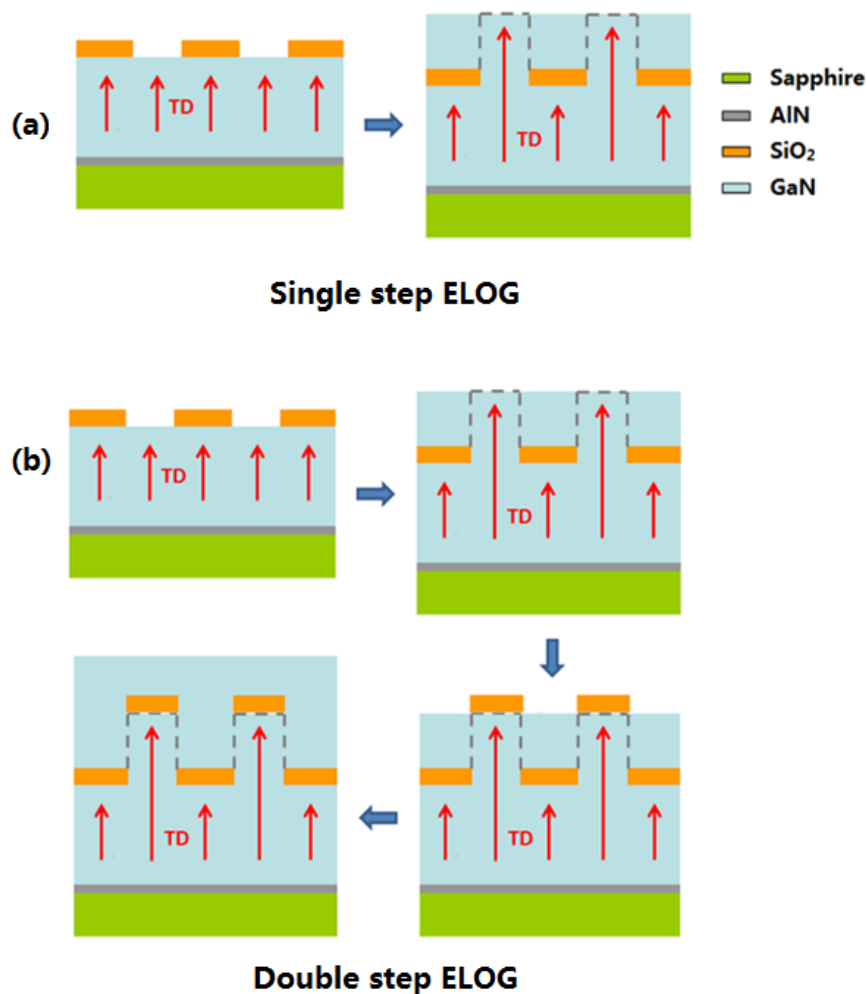 (a)
TD
TD
Sapphire
AlN
SiO₂
GaN
Single step ELOG
(b)
TD
TD
TD
TD
Double step ELOG